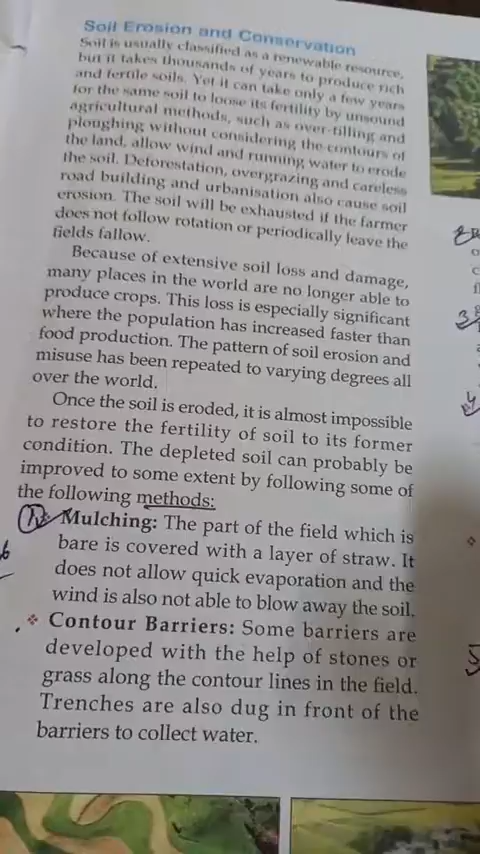 Soil Erosion and Conservation
Soil is usually classified as a renewable resource,
but it takes thousands of years to produce rich
and fertile soils. Yet it can take only a few years
for the same soil to loose its fertility by unsound
agricultural methods, such as over-tilling and
ploughing without considering the contours of
the land, allow wind and running water to erode
the soil. Deforestation, overgrazing and careless
road building and urbanisation also cause soil
erosion. The soil will be exhausted if the farmer
does not follow rotation or periodically leave the
fields fallow.
Because of extensive soil loss and damage,
many places in the world are no longer able to
produce crops. This loss is especially significant
where the population has increased faster than
food production. The pattern of soil erosion and
misuse has been repeated to varying degrees all
over the world.
Once the soil is eroded, it is almost impossible
to restore the fertility of soil to its former
condition. The depleted soil can probably be
improved to some extent by following some of
the following methods:
Mulching: The part of the field which is
bare is covered with a layer of straw. It
does not allow quick evaporation and the
wind is also not able to blow away the soil.
❖ Contour Barriers: Some barriers are
developed with the help of stones or
grass along the contour lines in the field.
Trenches are also dug in front of the
barriers to collect water.